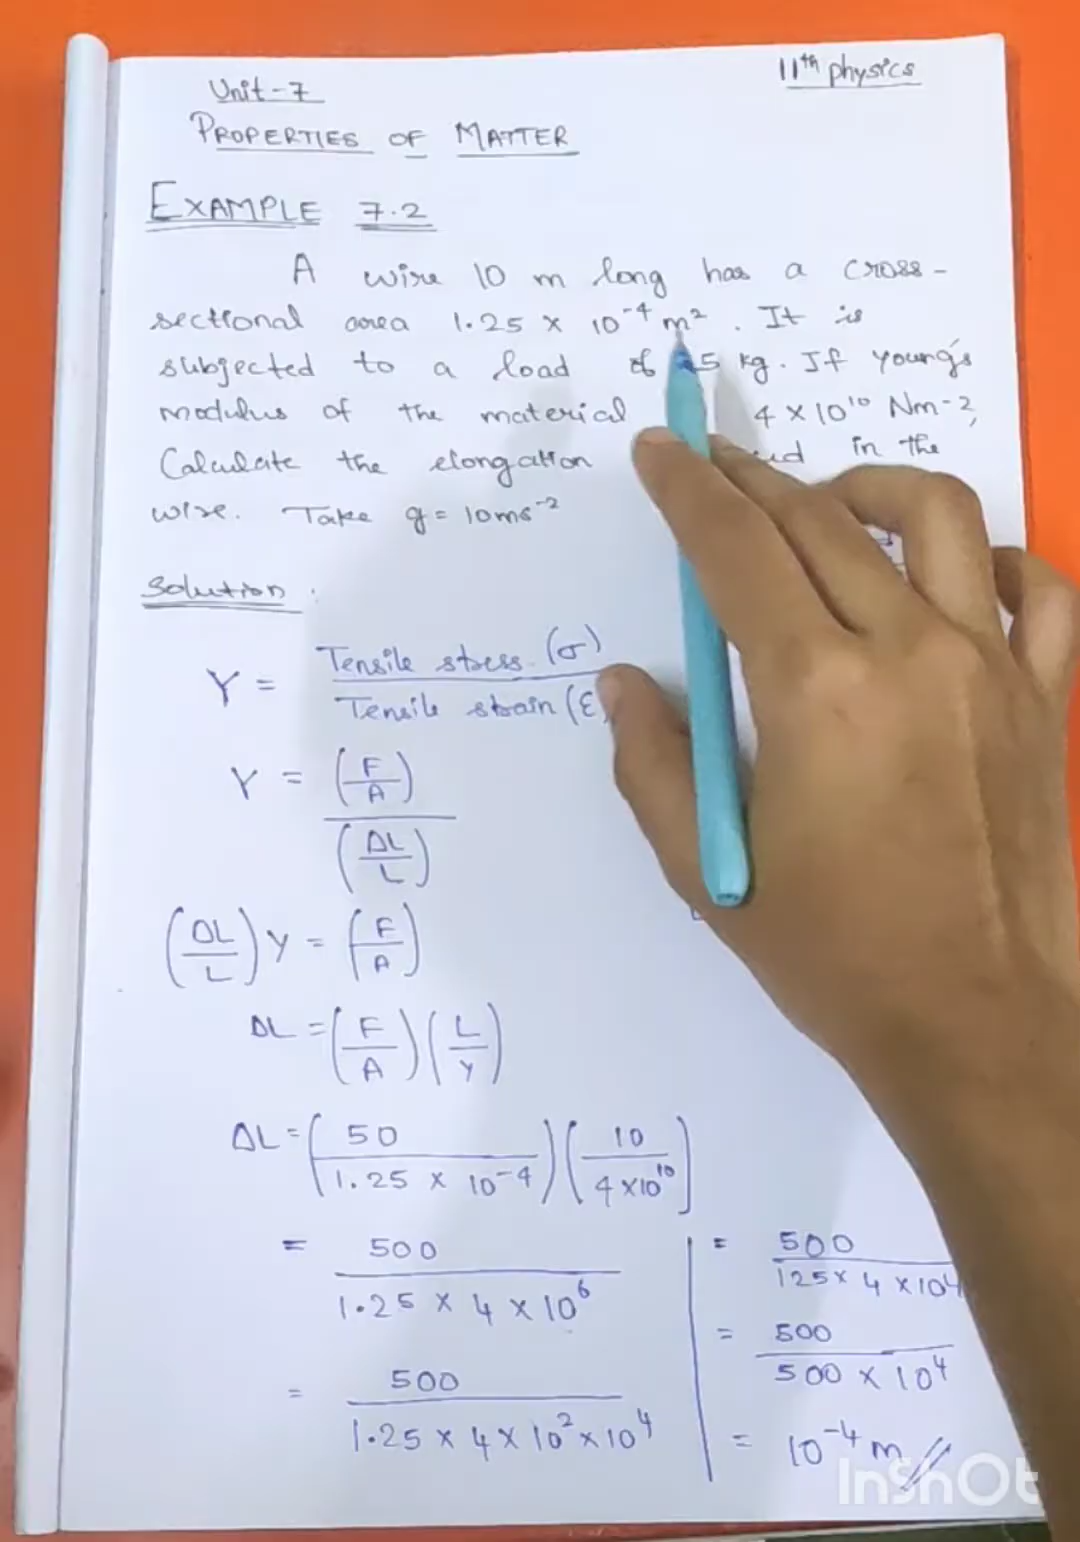 Unit-7
11th physics
PROPERTIES OF MATTER
EXAMPLE 7.2
A wire 10 m long has a cross-
sectional area 1.25 × 10⁻⁴ m². It is
subjected to a load of 5 kg. If young's
modulus of the material 4 × 10¹⁰ Nm-2,
Calculate the elongation in the
wire. Take g = 10ms⁻²
Solution :
Y = Tensile stress (σ) / Tensile strain (ε)
Y = (F/A) / (ΔL/L)
(ΔL/L) Y = (F/A)
ΔL = (F/A) (L/Y)
ΔL = (50 / 1.25 × 10⁻⁴) (10 / 4×10¹⁰)
= 500 / 1.25 × 4 × 10⁶
= 500 / 1.25 × 4 × 10² × 10⁴
= 500 / 125 × 4 × 10⁴
= 500 / 500 × 10⁴
= 10⁻⁴ m //
InShOt